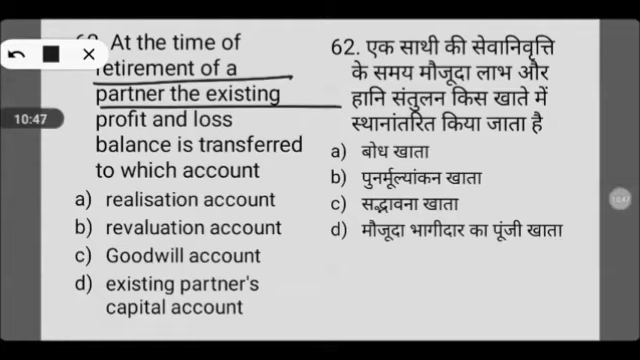 At the time of
retirement of a
partner the existing
profit and loss
balance is transferred
to which account
a) realisation account
b) revaluation account
c) Goodwill account
d) existing partner's
capital account
62. एक साथी की सेवानिवृत्ति
के समय मौजूदा लाभ और
हानि संतुलन किस खाते में
स्थानांतरित किया जाता है
a) बोध खाता
b) पुनर्मूल्यांकन खाता
c) सद्भावना खाता
d) मौजूदा भागीदार का पूंजी खाता
10:47